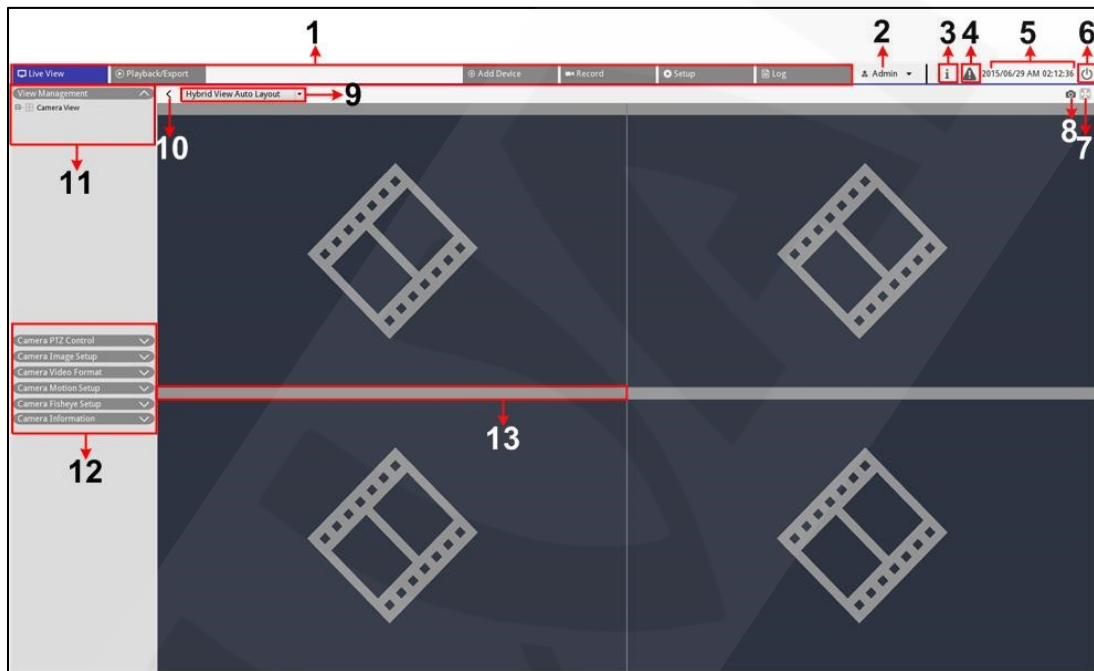 1 2 3 4 5 6
Live View Playback/Export Add Device Record Setup Log Admin i 2015/06/29 AM 02:12:36
View Management Hybrid View Auto Layout 9
Camera View
10 8 7
11
Camera PTZ Control
Camera Image Setup
Camera Video Format
Camera Motion Setup
Camera Fisheye Setup
Camera Information
13
12